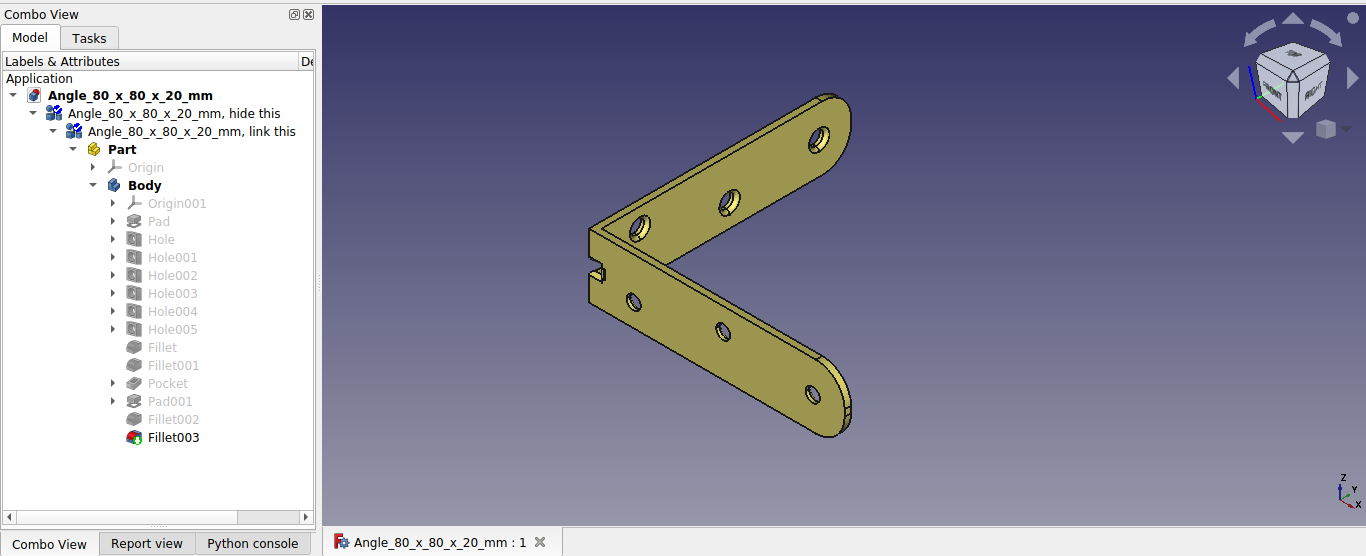 Combo View
Model Tasks
Labels & Attributes De
Application
Angle_80_x_80_x_20_mm
Angle_80_x_80_x_20_mm, hide this
Angle_80_x_80_x_20_mm, link this
Part
Origin
Body
Origin001
Pad
Hole
Hole001
Hole002
Hole003
Hole004
Hole005
Fillet
Fillet001
Pocket
Pad001
Fillet002
Fillet003
Combo View Report view Python console
FRONT RIGHT
Z
Y
X
Angle_80_x_80_x_20_mm : 1